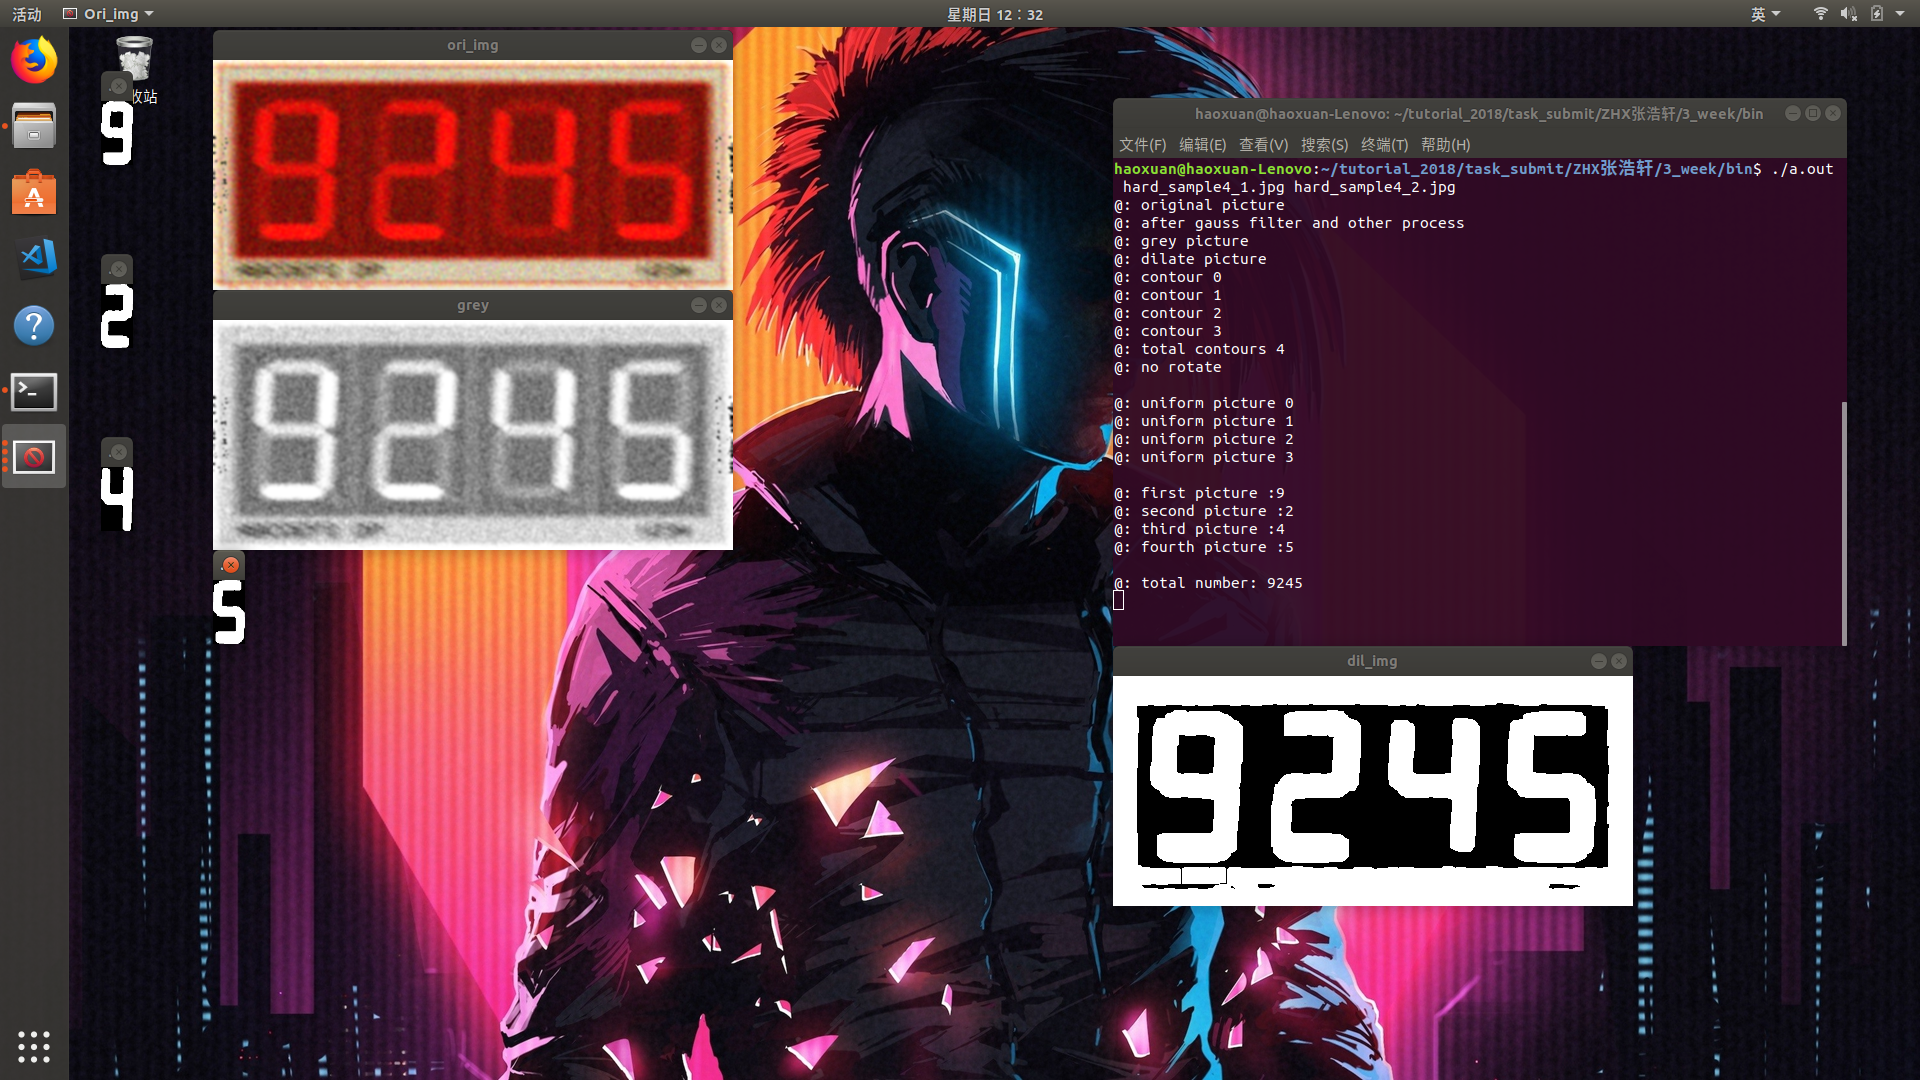 活动 Ori_img 星期日 12：32 英
收站
9
2
4
5
ori_img
9245
grey
9245
haoxuan@haoxuan-Lenovo: ~/tutorial_2018/task_submit/ZHX张浩轩/3_week/bin
文件(F) 编辑(E) 查看(V) 搜索(S) 终端(T) 帮助(H)
haoxuan@haoxuan-Lenovo:~/tutorial_2018/task_submit/ZHX张浩轩/3_week/bin$ ./a.out
hard_sample4_1.jpg hard_sample4_2.jpg
@: original picture
@: after gauss filter and other process
@: grey picture
@: dilate picture
@: contour 0
@: contour 1
@: contour 2
@: contour 3
@: total contours 4
@: no rotate
@: uniform picture 0
@: uniform picture 1
@: uniform picture 2
@: uniform picture 3
@: first picture :9
@: second picture :2
@: third picture :4
@: fourth picture :5
@: total number: 9245
dil_img
9245